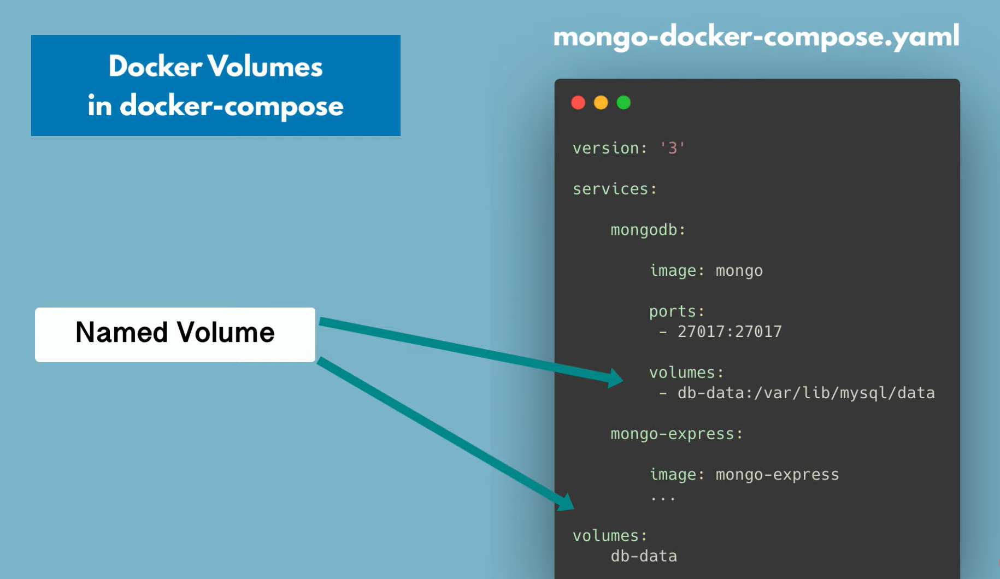 Docker Volumes
in docker-compose
mongo-docker-compose.yaml
version: '3'
services:
mongodb:
image: mongo
ports:
- 27017:27017
volumes:
- db-data:/var/lib/mysql/data
mongo-express:
image: mongo-express
...
volumes:
db-data
Named Volume